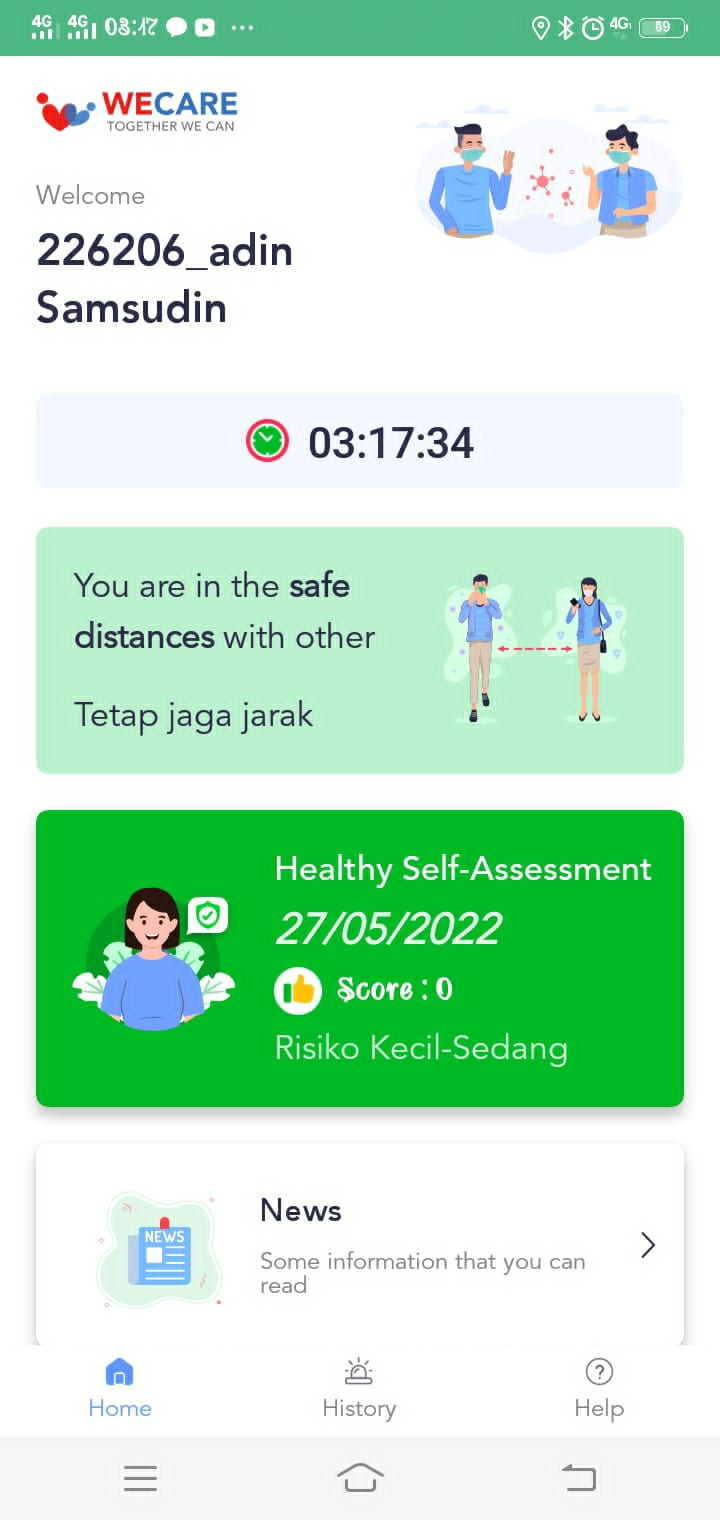 4G 4G 08:17 ... 4G 59
WECARE
TOGETHER WE CAN
Welcome
226206_adin
Samsudin
03:17:34
You are in the safe
distances with other
Tetap jaga jarak
Healthy Self-Assessment
27/05/2022
Score : 0
Risiko Kecil-Sedang
NEWS
News
Some information that you can
read
Home History Help